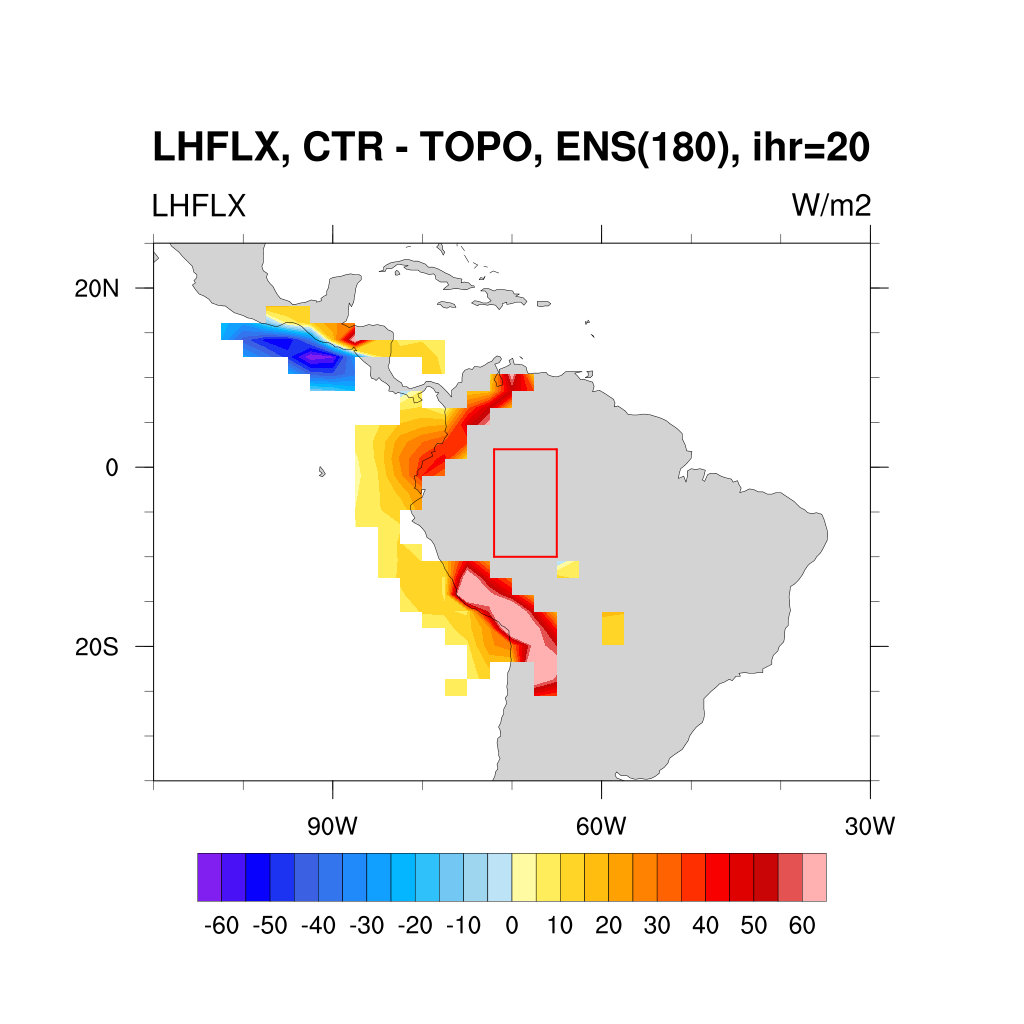 LHFLX, CTR - TOPO, ENS(180), ihr=20
LHFLX W/m2
20N
0
20S
90W 60W 30W
-60 -50 -40 -30 -20 -10 0 10 20 30 40 50 60